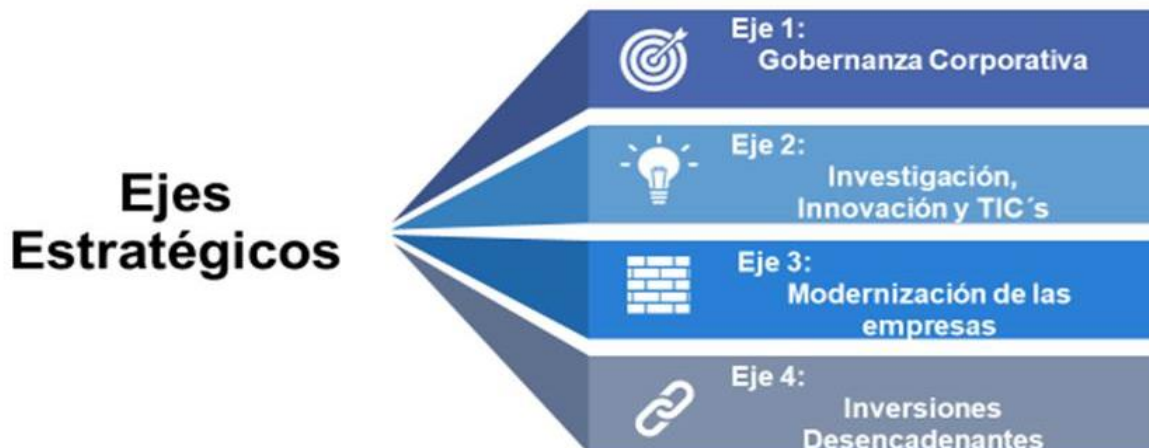 Ejes
Estratégicos
Eje 1:
Gobernanza Corporativa
Eje 2:
Investigación,
Innovación y TIC´s
Eje 3:
Modernización de las
empresas
Eje 4:
Inversiones
Desencadenantes